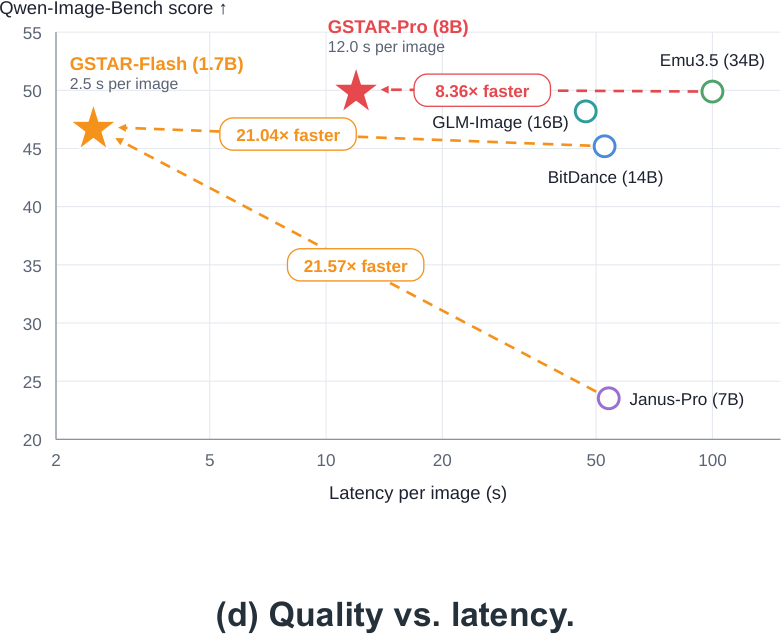 Qwen-Image-Bench score ↑
GSTAR-Pro (8B)
12.0 s per image
GSTAR-Flash (1.7B)
2.5 s per image
Emu3.5 (34B)
8.36× faster
GLM-Image (16B)
21.04× faster
BitDance (14B)
21.57× faster
Janus-Pro (7B)
55
50
45
40
35
30
25
20
2 5 10 20 50 100
Latency per image (s)
(d) Quality vs. latency.